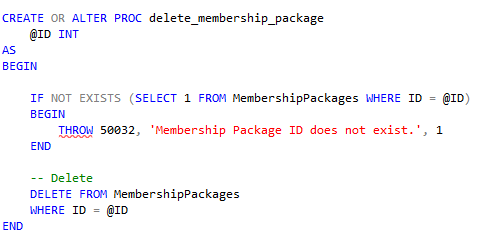 CREATE OR ALTER PROC delete_membership_package
    @ID INT
AS
BEGIN
    IF NOT EXISTS (SELECT 1 FROM MembershipPackages WHERE ID = @ID)
    BEGIN
        THROW 50032, 'Membership Package ID does not exist.', 1
    END
    -- Delete
    DELETE FROM MembershipPackages
    WHERE ID = @ID
END